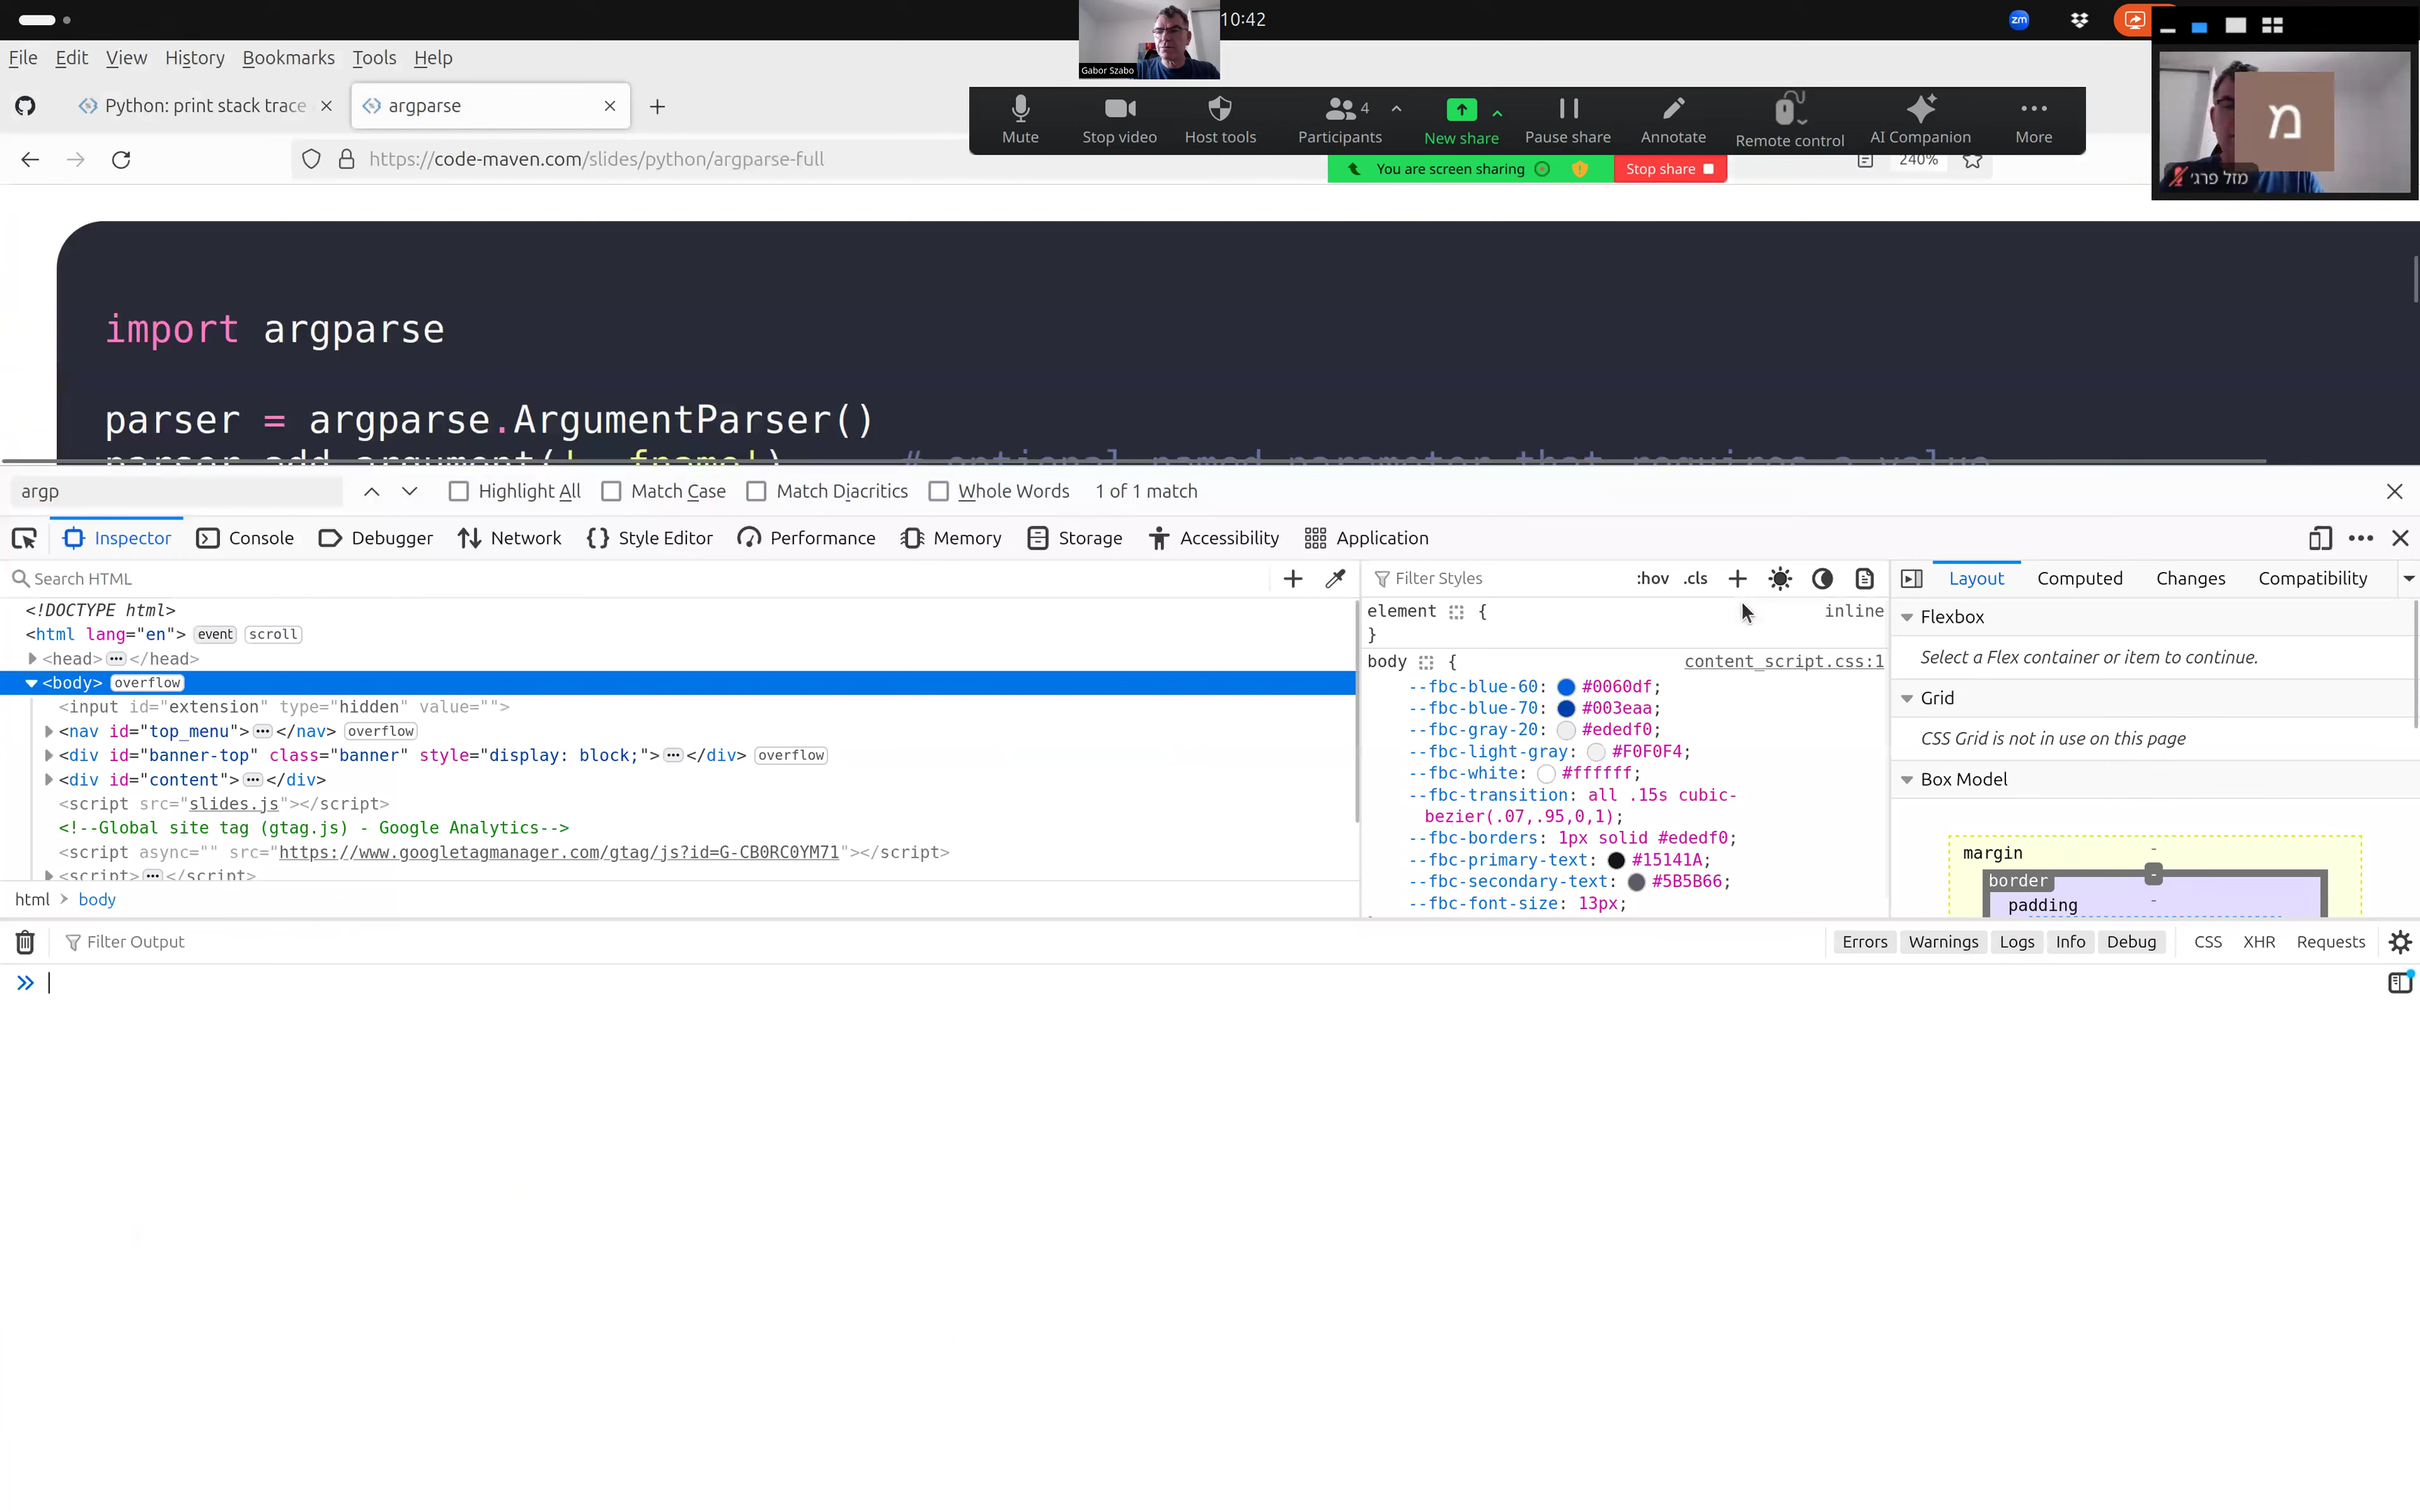 10:42
zm
Gabor Szabo
File Edit View History Bookmarks Tools Help
Python: print stack trace
argparse
Mute Stop video Host tools Participants 4 New share Pause share Annotate Remote control AI Companion More
https://code-maven.com/slides/python/argparse-full
You are screen sharing Stop share
240%
מ
מזל פרג׳
import argparse
parser = argparse.ArgumentParser()
parser.add_argument('--fname') # optional named parameter that requires a value
argp Highlight All Match Case Match Diacritics Whole Words 1 of 1 match
Inspector Console Debugger Network Style Editor Performance Memory Storage Accessibility Application
Search HTML
<!DOCTYPE html>
<html lang="en"> event scroll
<head> ••• </head>
<body> overflow
<input id="extension" type="hidden" value="">
<nav id="top_menu"> ••• </nav> overflow
<div id="banner-top" class="banner" style="display: block;"> ••• </div> overflow
<div id="content"> ••• </div>
<script src="slides.js"></script>
<!--Global site tag (gtag.js) - Google Analytics-->
<script async="" src="https://www.googletagmanager.com/gtag/js?id=G-CB0RC0YM71"></script>
<script> ••• </script>
html > body
Filter Styles :hov .cls
element { inline
}
body { content_script.css:1
--fbc-blue-60: #0060df;
--fbc-blue-70: #003eaa;
--fbc-gray-20: #ededf0;
--fbc-light-gray: #F0F0F4;
--fbc-white: #ffffff;
--fbc-transition: all .15s cubic-
bezier(.07,.95,0,1);
--fbc-borders: 1px solid #ededf0;
--fbc-primary-text: #15141A;
--fbc-secondary-text: #5B5B66;
--fbc-font-size: 13px;
Layout Computed Changes Compatibility
Flexbox
Select a Flex container or item to continue.
Grid
CSS Grid is not in use on this page
Box Model
margin -
border -
padding -
Filter Output Errors Warnings Logs Info Debug CSS XHR Requests